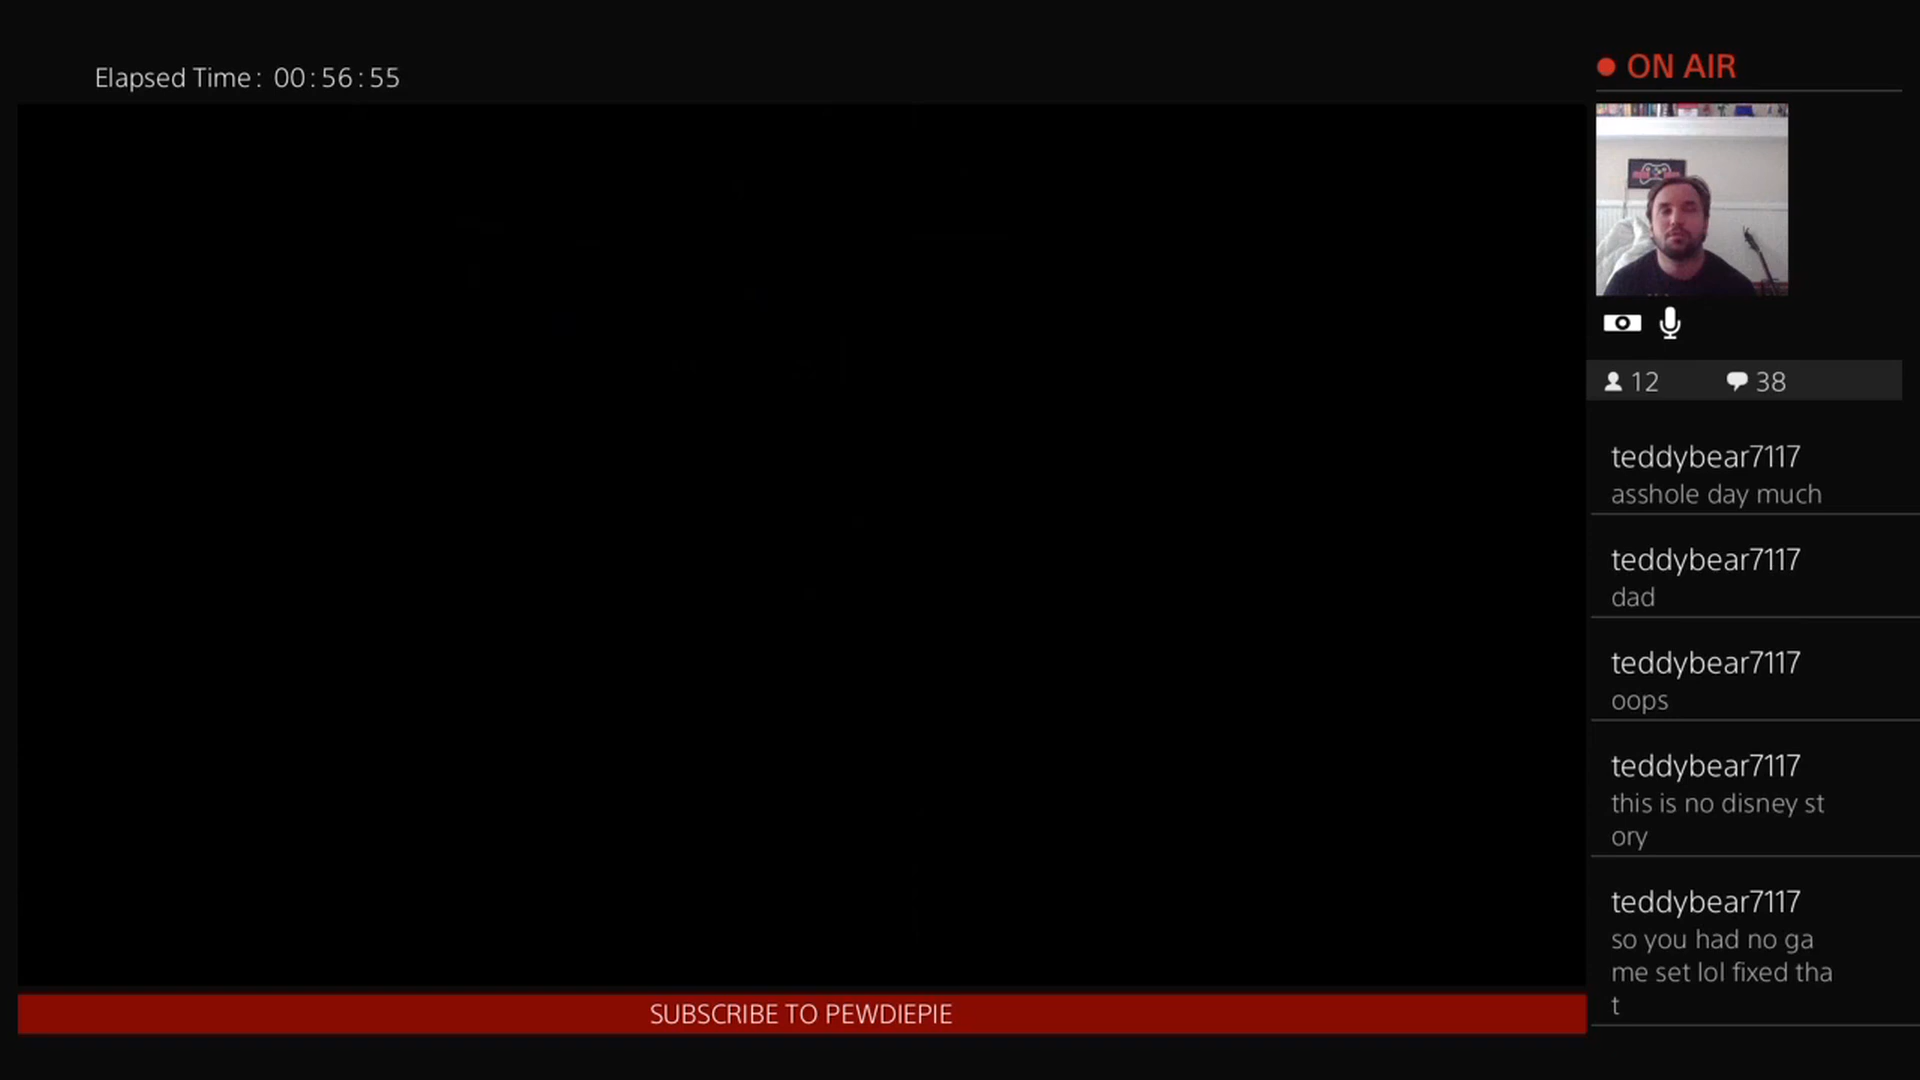 Elapsed Time: 00:56:55
ON AIR
12 38
teddybear7117
asshole day much
teddybear7117
dad
teddybear7117
oops
teddybear7117
this is no disney st
ory
teddybear7117
so you had no ga
me set lol fixed tha
t
SUBSCRIBE TO PEWDIEPIE